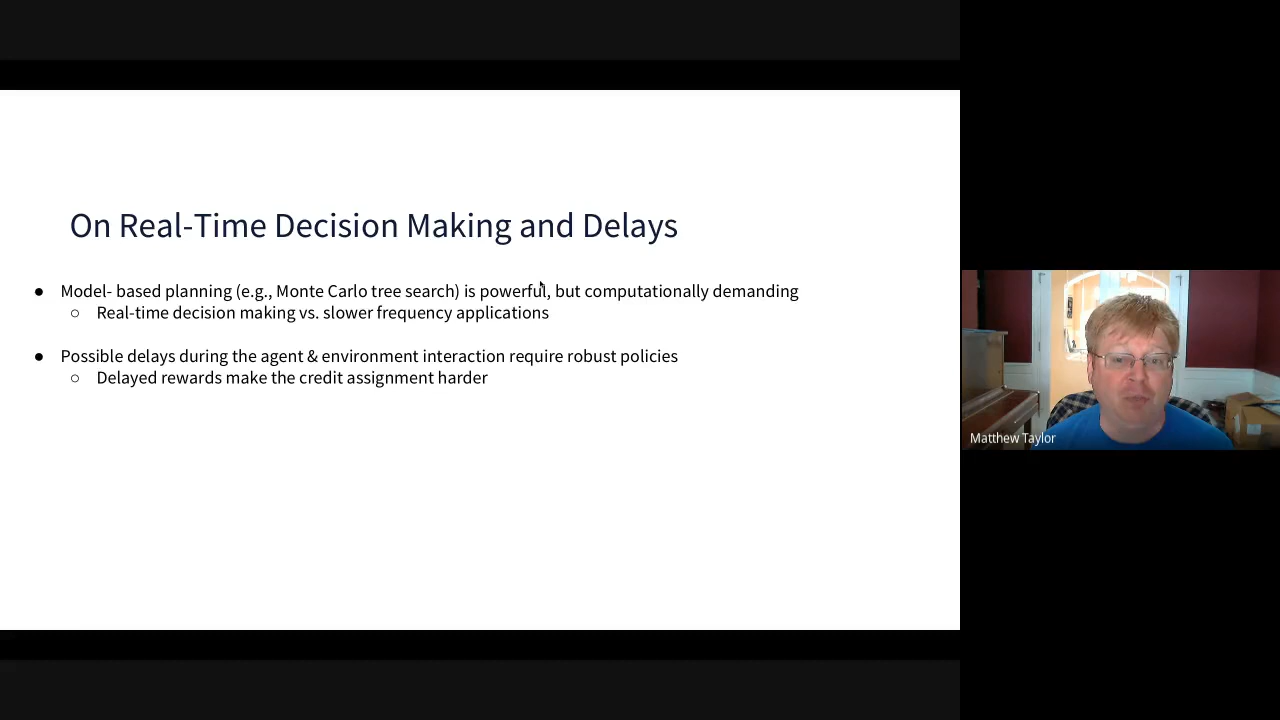 On Real-Time Decision Making and Delays
● Model- based planning (e.g., Monte Carlo tree search) is powerful, but computationally demanding
○ Real-time decision making vs. slower frequency applications
● Possible delays during the agent & environment interaction require robust policies
○ Delayed rewards make the credit assignment harder
Matthew Taylor